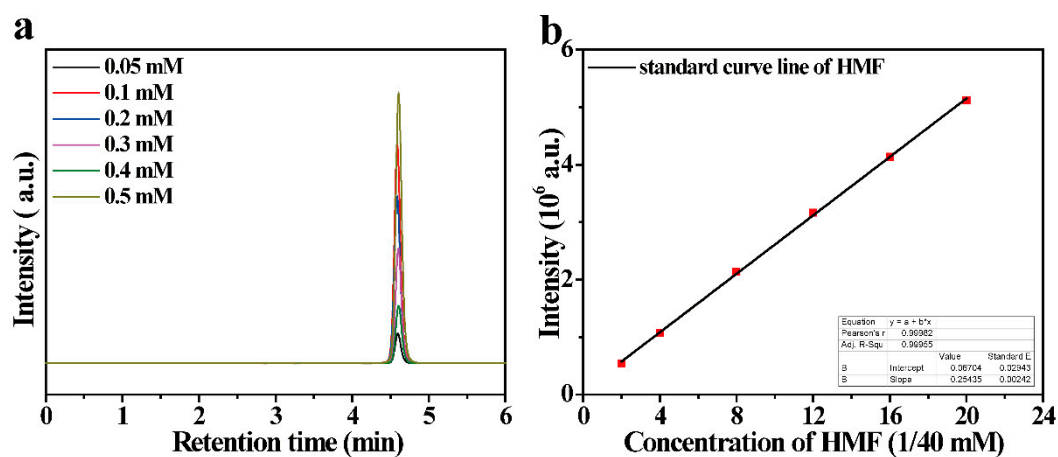 a
0.05 mM
0.1 mM
0.2 mM
0.3 mM
0.4 mM
0.5 mM
Intensity ( a.u.)
0 1 2 3 4 5 6
Retention time (min)
b
standard curve line of HMF
Intensity (10⁶ a.u.)
6
4
2
0
Equation y = a + b*x
Pearson's r 0.99982
Adj. R-Squ 0.99955
Value Standard E
B Intercept 0.06704 0.02943
B Slope 0.25435 0.00242
0 4 8 12 16 20 24
Concentration of HMF (1/40 mM)